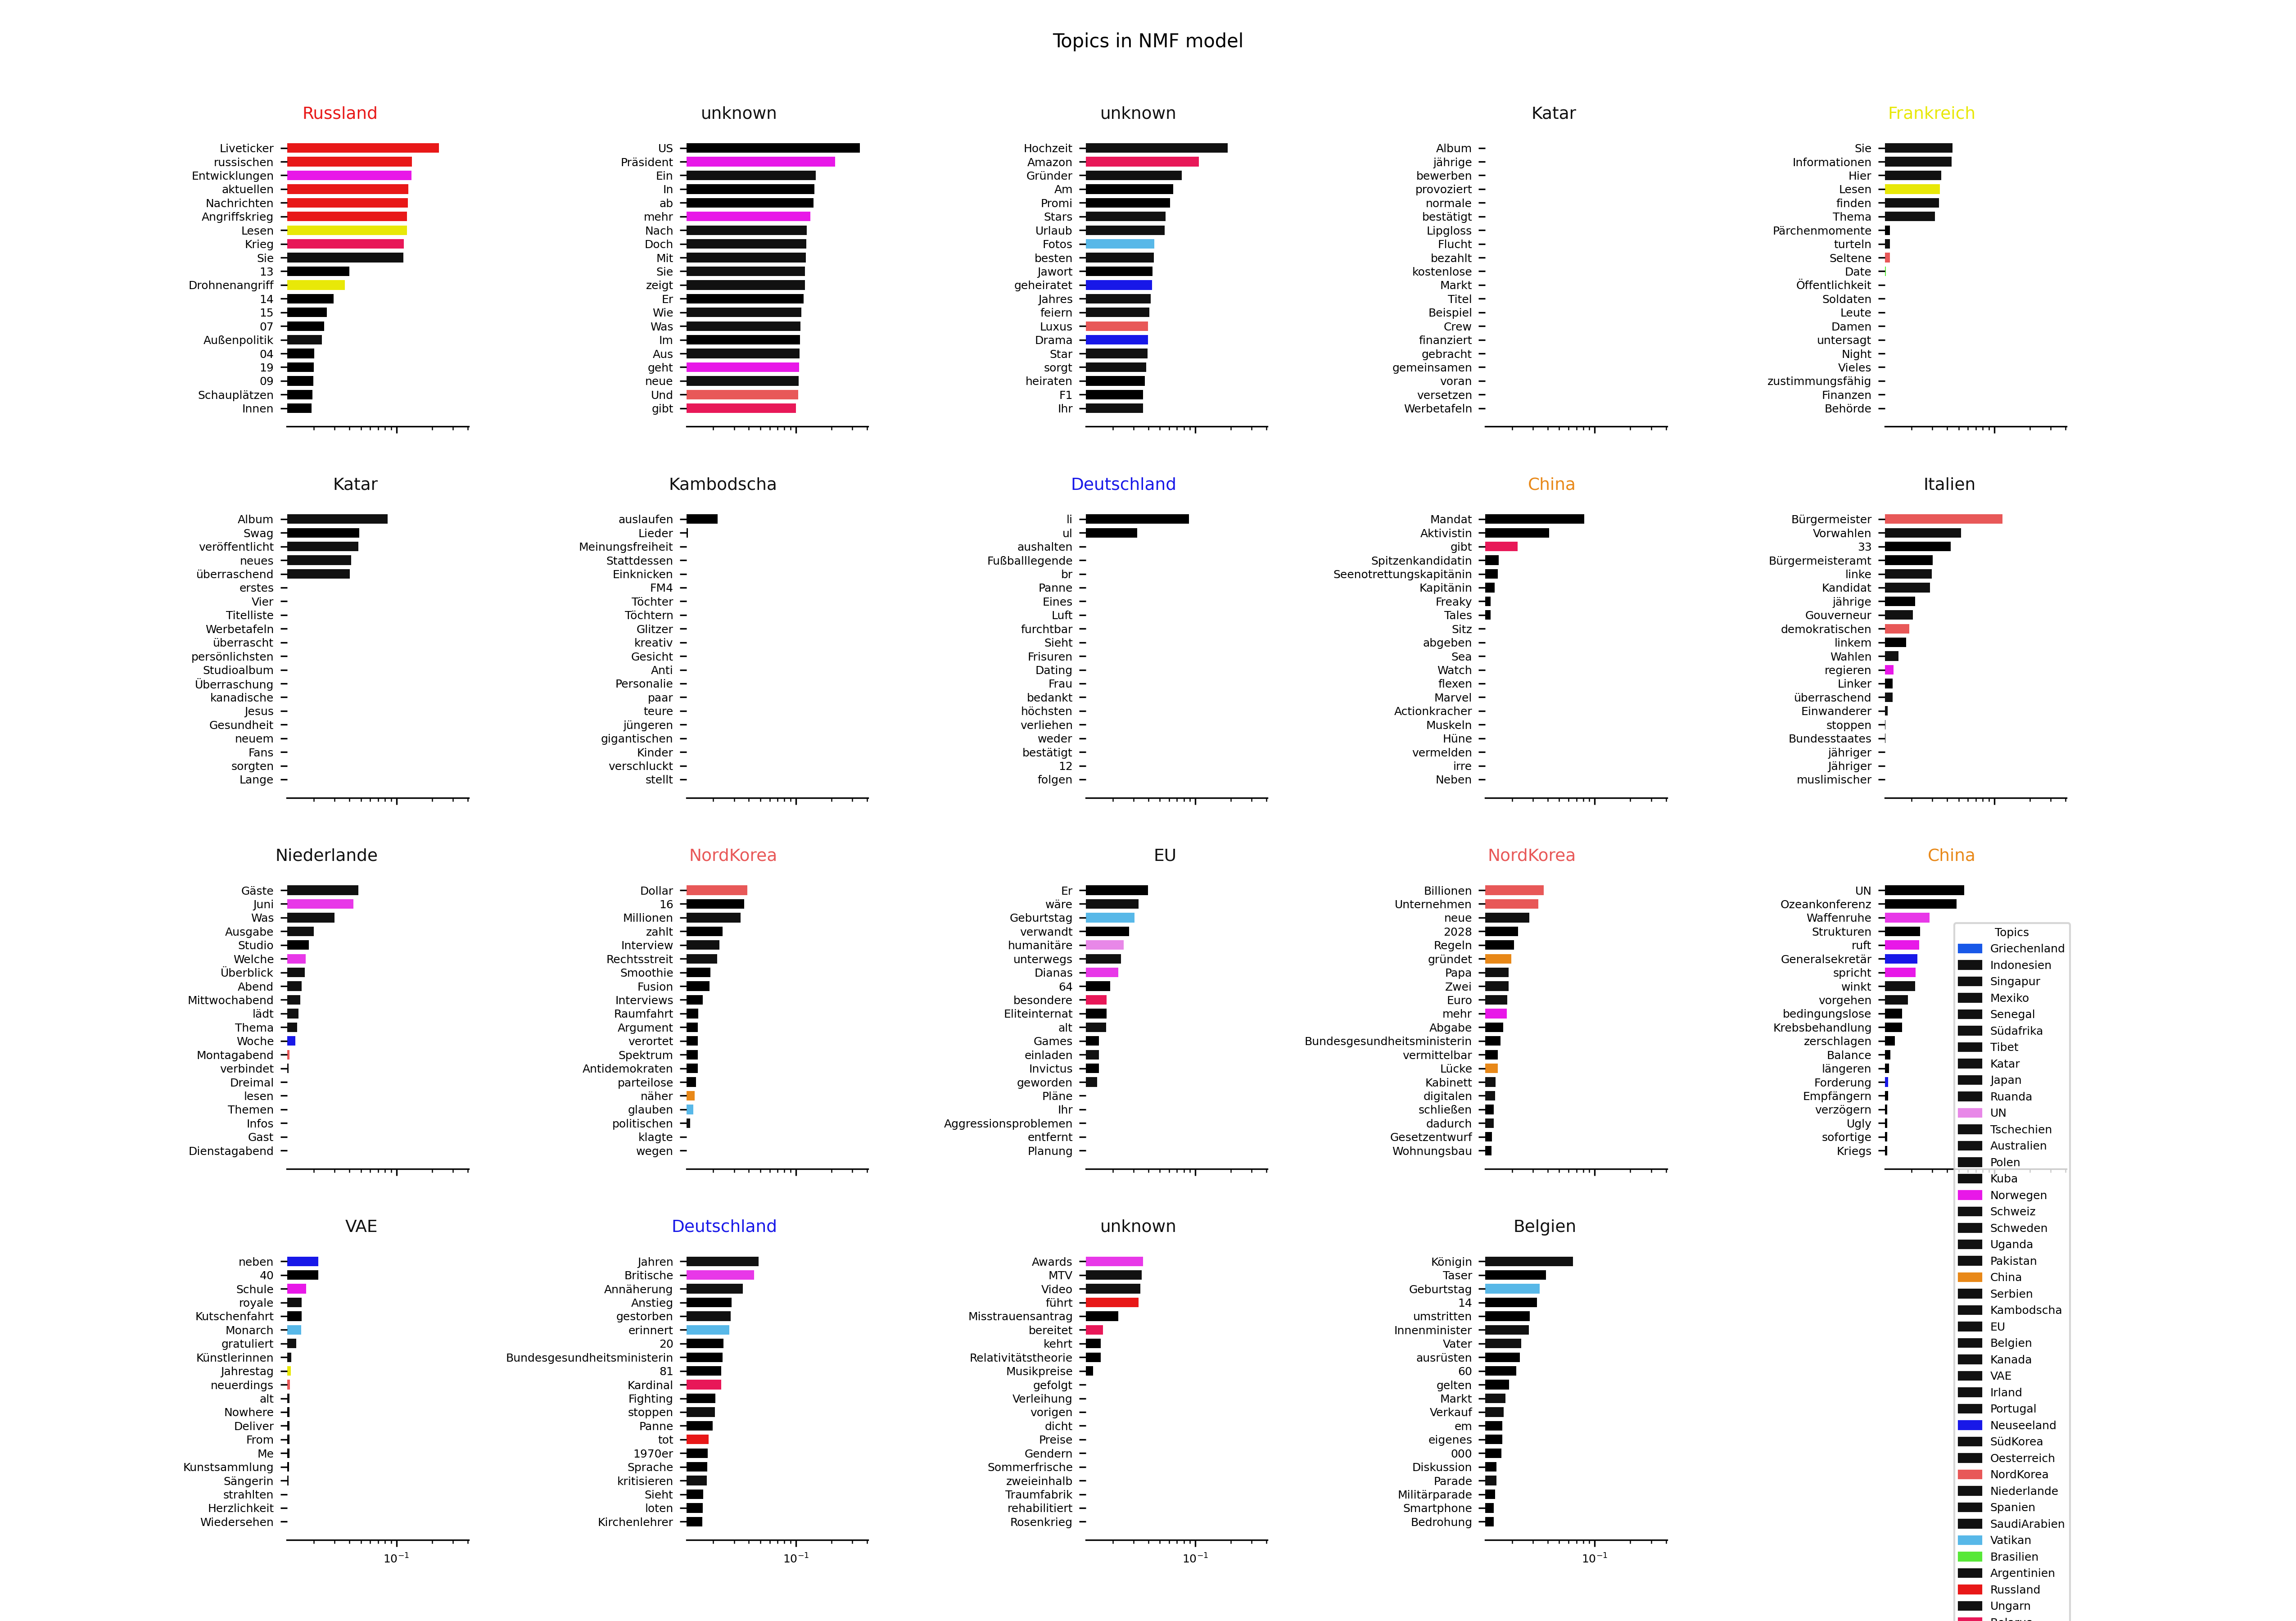 Topics in NMF model
Russland
Liveticker
russischen
Entwicklungen
aktuellen
Nachrichten
Angriffskrieg
Lesen
Krieg
Sie
13
Drohnenangriff
14
15
07
Außenpolitik
04
19
09
Schauplätzen
Innen
unknown
US
Präsident
Ein
In
ab
mehr
Nach
Doch
Mit
Sie
zeigt
Er
Wie
Was
Im
Aus
geht
neue
Und
gibt
unknown
Hochzeit
Amazon
Gründer
Am
Promi
Stars
Urlaub
Fotos
besten
Jawort
geheiratet
Jahres
feiern
Luxus
Drama
Star
sorgt
heiraten
F1
Ihr
Katar
Album
jährige
bewerben
provoziert
normale
bestätigt
Lipgloss
Flucht
bezahlt
kostenlose
Markt
Titel
Beispiel
Crew
finanziert
gebracht
gemeinsamen
voran
versetzen
Werbetafeln
Frankreich
Sie
Informationen
Hier
Lesen
finden
Thema
Pärchenmomente
turteln
Seltene
Date
Öffentlichkeit
Soldaten
Leute
Damen
untersagt
Night
Vieles
zustimmungsfähig
Finanzen
Behörde
Katar
Album
Swag
veröffentlicht
neues
überraschend
erstes
Vier
Titelliste
Werbetafeln
überrascht
persönlichsten
Studioalbum
Überraschung
kanadische
Jesus
Gesundheit
neuem
Fans
sorgten
Lange
Kambodscha
auslaufen
Lieder
Meinungsfreiheit
Stattdessen
Einknicken
FM4
Töchter
Töchtern
Glitzer
kreativ
Gesicht
Anti
Personalie
paar
teure
jüngeren
gigantischen
Kinder
verschluckt
stellt
Deutschland
li
ul
aushalten
Fußballlegende
br
Panne
Eines
Luft
furchtbar
Sieht
Frisuren
Dating
Frau
bedankt
höchsten
verliehen
weder
bestätigt
12
folgen
China
Mandat
Aktivistin
gibt
Spitzenkandidatin
Seenotrettungskapitänin
Kapitänin
Freaky
Tales
Sitz
abgeben
Sea
Watch
flexen
Marvel
Actionkracher
Muskeln
Hüne
vermelden
irre
Neben
Italien
Bürgermeister
Vorwahlen
33
Bürgermeisteramt
linke
Kandidat
jährige
Gouverneur
demokratischen
linkem
Wahlen
regieren
Linker
überraschend
Einwanderer
stoppen
Bundesstaates
jähriger
Jähriger
muslimischer
Niederlande
Gäste
Juni
Was
Ausgabe
Studio
Welche
Überblick
Abend
Mittwochabend
lädt
Thema
Woche
Montagabend
verbindet
Dreimal
lesen
Themen
Infos
Gast
Dienstagabend
NordKorea
Dollar
16
Millionen
zahlt
Interview
Rechtsstreit
Smoothie
Fusion
Interviews
Raumfahrt
Argument
verortet
Spektrum
Antidemokraten
parteilose
näher
glauben
politischen
klagte
wegen
EU
Er
wäre
Geburtstag
verwandt
humanitäre
unterwegs
Dianas
64
besondere
Eliteinternat
alt
Games
einladen
Invictus
geworden
Pläne
Ihr
Aggressionsproblemen
entfernt
Planung
NordKorea
Billionen
Unternehmen
neue
2028
Regeln
gründet
Papa
Zwei
Euro
mehr
Abgabe
Bundesgesundheitsministerin
vermittelbar
Lücke
Kabinett
digitalen
schließen
dadurch
Gesetzentwurf
Wohnungsbau
China
UN
Ozeankonferenz
Waffenruhe
Strukturen
ruft
Generalsekretär
spricht
winkt
vorgehen
bedingungslose
Krebsbehandlung
zerschlagen
Balance
längeren
Forderung
Empfängern
verzögern
Ugly
sofortige
Kriegs
VAE
neben
40
Schule
royale
Kutschenfahrt
Monarch
gratuliert
Künstlerinnen
Jahrestag
neuerdings
alt
Nowhere
Deliver
From
Me
Kunstsammlung
Sängerin
strahlten
Herzlichkeit
Wiedersehen
10⁻¹
Deutschland
Jahren
Britische
Annäherung
Anstieg
gestorben
erinnert
20
Bundesgesundheitsministerin
81
Kardinal
Fighting
stoppen
Panne
tot
1970er
Sprache
kritisieren
Sieht
loten
Kirchenlehrer
10⁻¹
unknown
Awards
MTV
Video
führt
Misstrauensantrag
bereitet
kehrt
Relativitätstheorie
Musikpreise
gefolgt
Verleihung
vorigen
dicht
Preise
Gendern
Sommerfrische
zweieinhalb
Traumfabrik
rehabilitiert
Rosenkrieg
10⁻¹
Belgien
Königin
Taser
Geburtstag
14
umstritten
Innenminister
Vater
ausrüsten
60
gelten
Markt
Verkauf
em
eigenes
000
Diskussion
Parade
Militärparade
Smartphone
Bedrohung
10⁻¹
Topics
Griechenland
Indonesien
Singapur
Mexiko
Senegal
Südafrika
Tibet
Katar
Japan
Ruanda
UN
Tschechien
Australien
Polen
Kuba
Norwegen
Schweiz
Schweden
Uganda
Pakistan
China
Serbien
Kambodscha
EU
Belgien
Kanada
VAE
Irland
Portugal
Neuseeland
SüdKorea
Oesterreich
NordKorea
Niederlande
Spanien
SaudiArabien
Vatikan
Brasilien
Argentinien
Russland
Ungarn